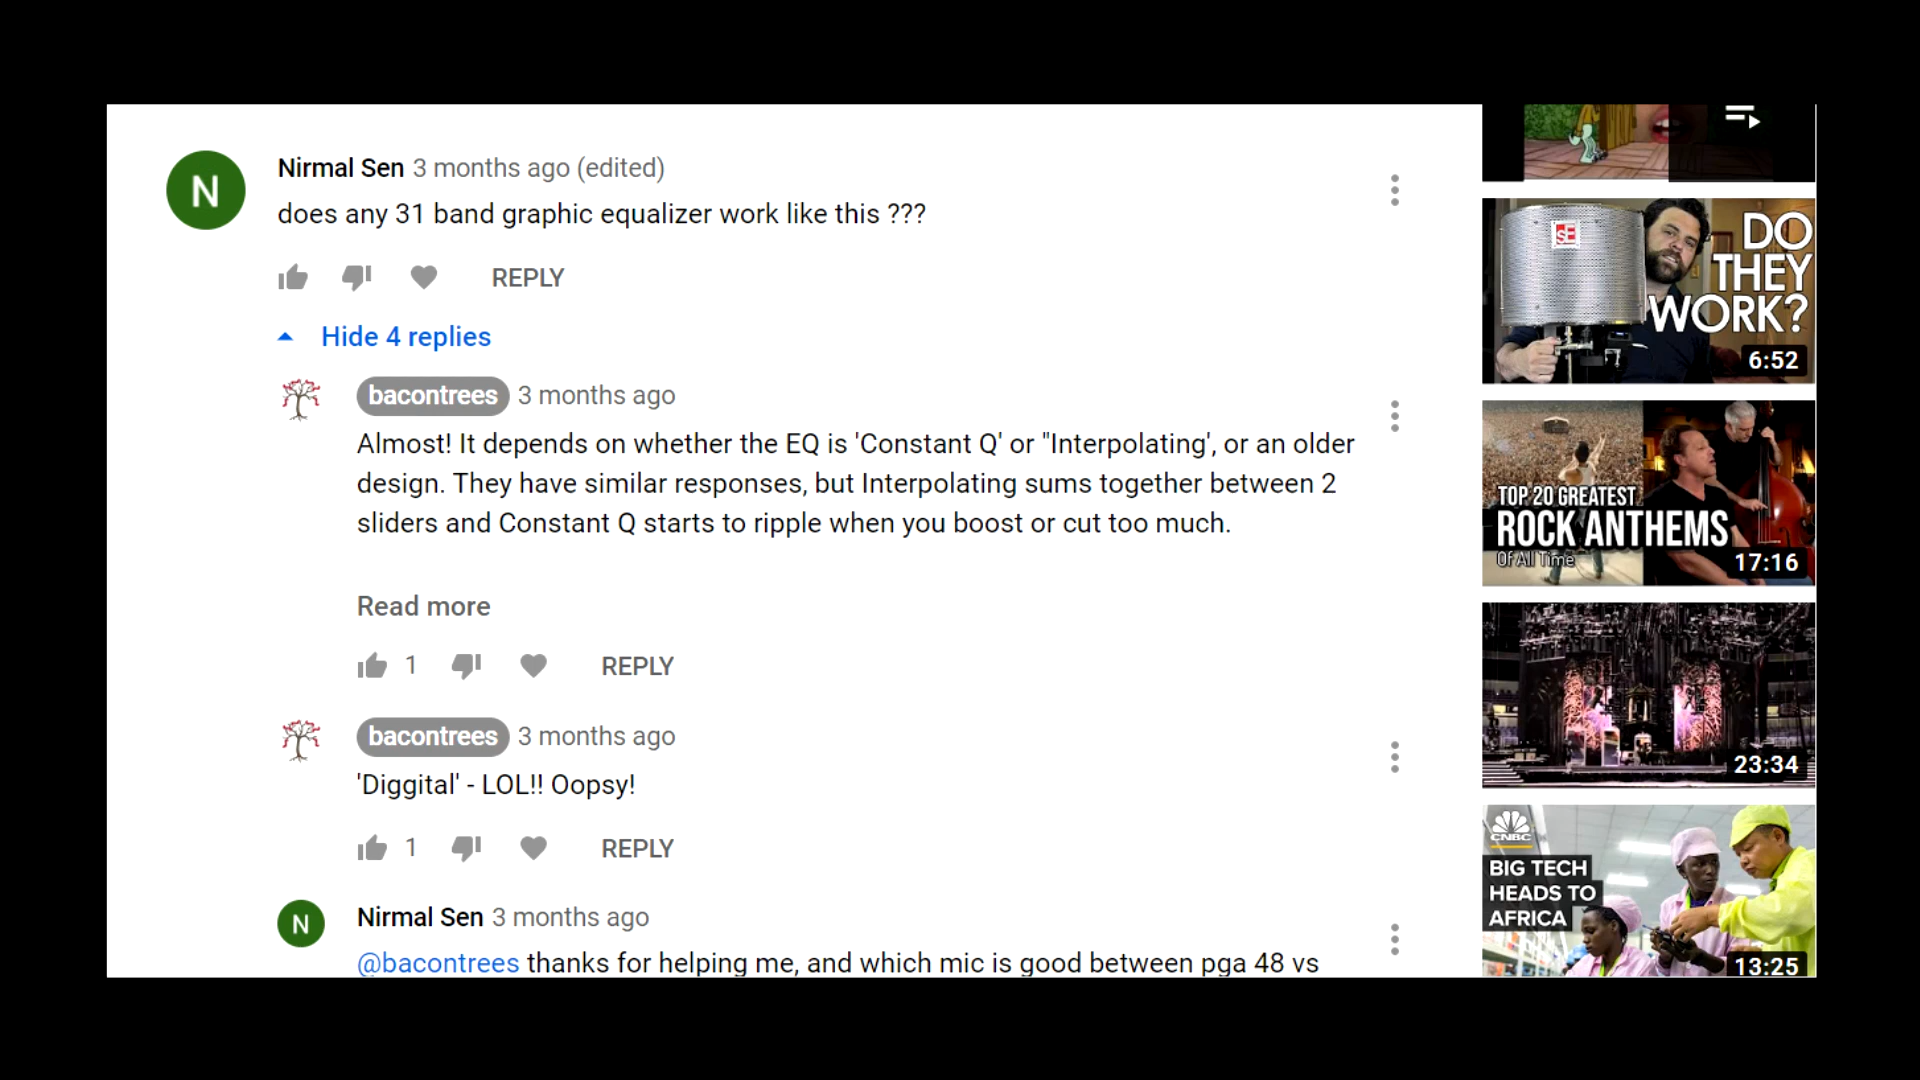 N
Nirmal Sen 3 months ago (edited)
does any 31 band graphic equalizer work like this ???
REPLY
Hide 4 replies
bacontrees 3 months ago
Almost! It depends on whether the EQ is 'Constant Q' or "Interpolating', or an older
design. They have similar responses, but Interpolating sums together between 2
sliders and Constant Q starts to ripple when you boost or cut too much.
Read more
1 REPLY
bacontrees 3 months ago
'Diggital' - LOL!! Oopsy!
1 REPLY
N
Nirmal Sen 3 months ago
@bacontrees thanks for helping me, and which mic is good between pga 48 vs
sE
DO
THEY
WORK?
6:52
TOP 20 GREATEST
ROCK ANTHEMS
Of All Time
17:16
23:34
CNBC
BIG TECH
HEADS TO
AFRICA
13:25